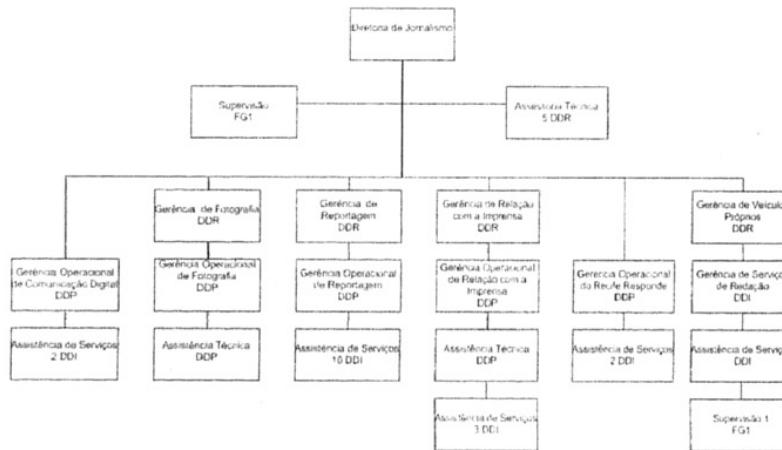 Diretoria de Jornalismo
Supervisão
FG1
Assessoria Técnica
5 DDR
Gerência de Fotografia
DDR
Gerência de
Reportagem
DDR
Gerência de Relação
com a Imprensa
DDR
Gerência de Veículo
Próprios
DDR
Gerência Operacional
de Comunicação Digital
DDP
Gerência Operacional
de Fotografia
DDP
Gerência Operacional
de Reportagem
DDP
Gerência Operacional
de Relação com a
Imprensa
DDP
Gerência Operacional
do Recife Responde
DDP
Gerência de Serviço
de Redação
DDI
Assistência de Serviços
2 DDI
Assistência Técnica
DDP
Assistência de Serviços
10 DDI
Assistência Técnica
DDP
Assistência de Serviços
2 DDI
Assistência de Serviç
DDI
Assistência de Serviços
3 DDI
Supervisão 1
FG1